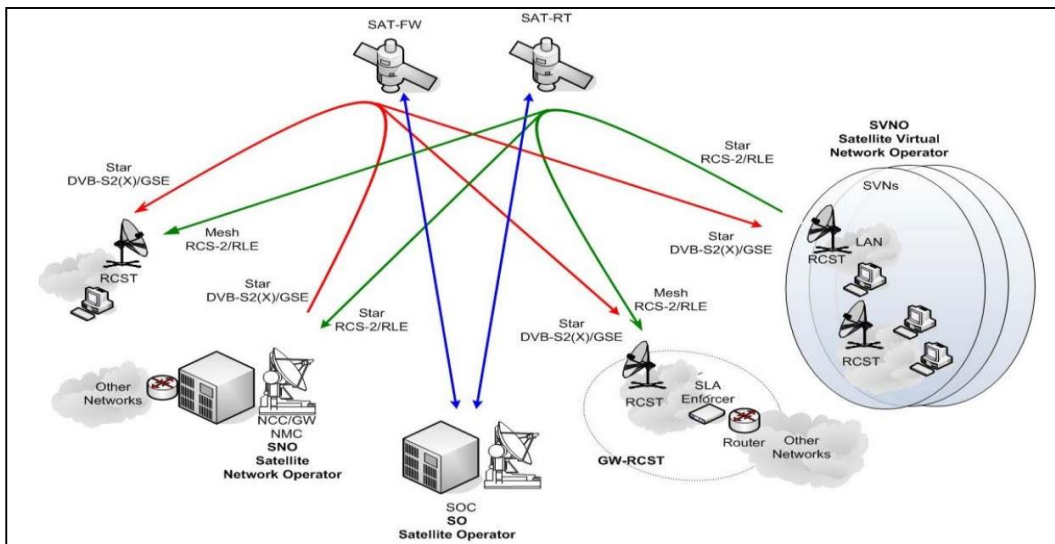 SAT-FW
SAT-RT
SVNO
Satellite Virtual
Network Operator
SVNs
Star
DVB-S2(X)/GSE
Star
RCS-2/RLE
Mesh
RCS-2/RLE
RCST
Star
DVB-S2(X)/GSE
Star
RCS-2/RLE
Star
DVB-S2(X)/GSE
RCST
LAN
RCST
Mesh
RCS-2/RLE
Star
DVB-S2(X)/GSE
RCST
SLA
Enforcer
Router
Other
Networks
GW-RCST
Other
Networks
NCC/GW
NMC
SNO
Satellite
Network Operator
SOC
SO
Satellite Operator